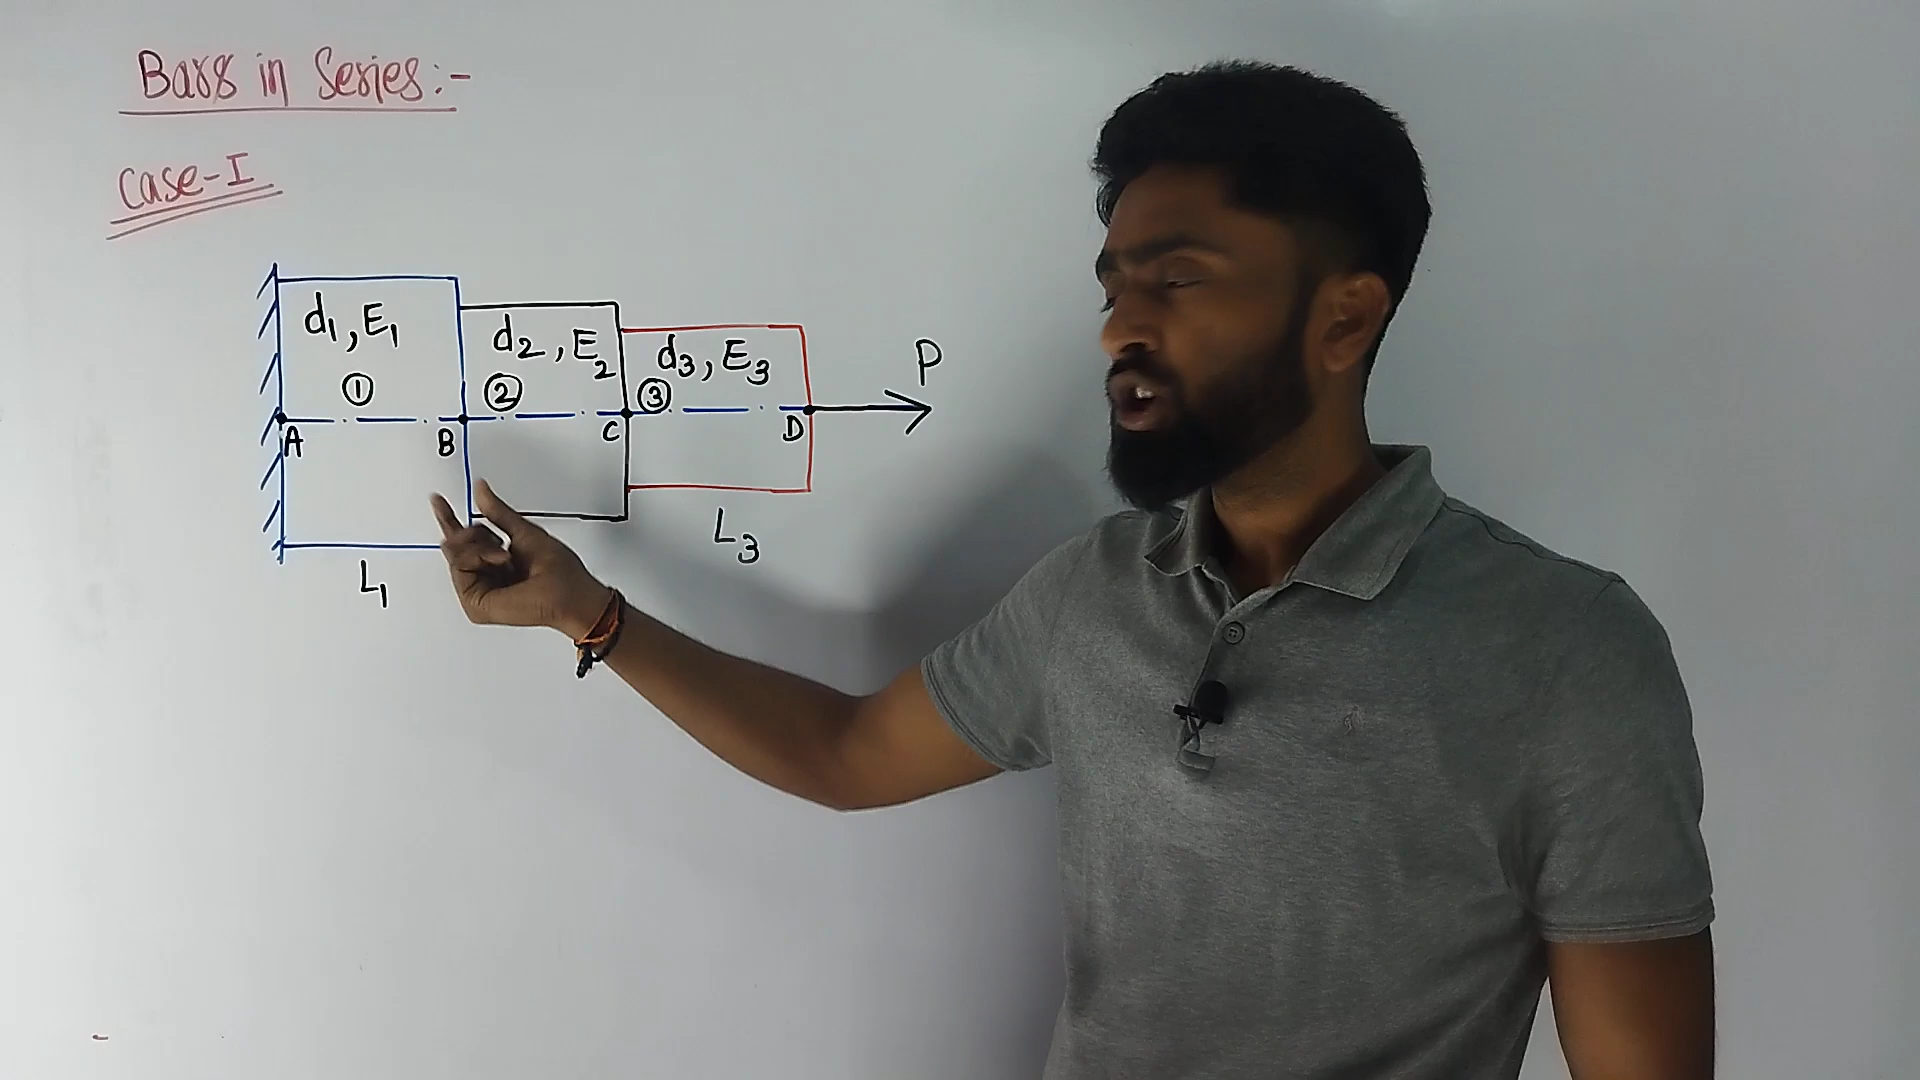 Bars in Series:-
Case-I
d1, E1
d2, E2
d3, E3
P
① ② ③
A B C D
L1
L3